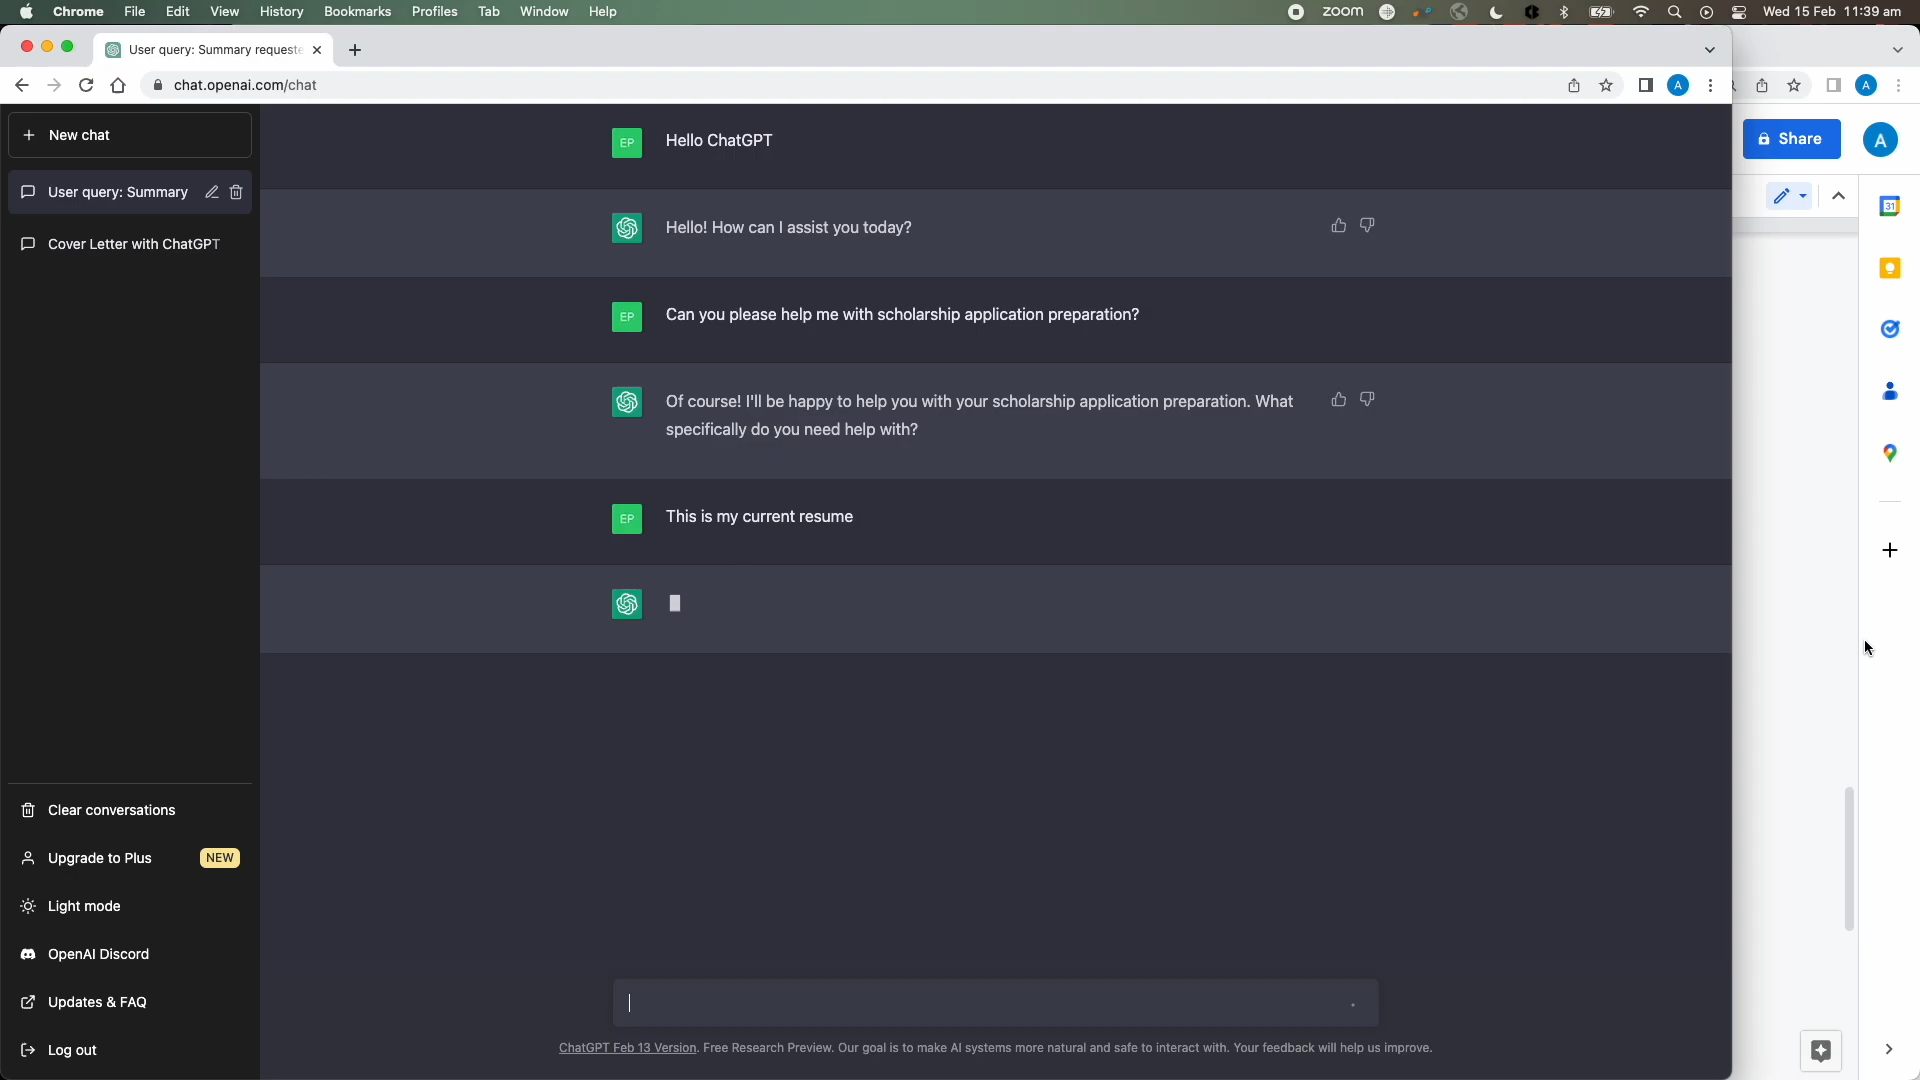 Chrome File Edit View History Bookmarks Profiles Tab Window Help zoom Wed 15 Feb 11:39 am
User query: Summary requeste
chat.openai.com/chat A A
New chat
Share A
User query: Summary
Cover Letter with ChatGPT
31
EP Hello ChatGPT
Hello! How can I assist you today?
EP Can you please help me with scholarship application preparation?
Of course! I'll be happy to help you with your scholarship application preparation. What
specifically do you need help with?
EP This is my current resume
Clear conversations
Upgrade to Plus NEW
Light mode
OpenAI Discord
Updates & FAQ
Log out
ChatGPT Feb 13 Version. Free Research Preview. Our goal is to make AI systems more natural and safe to interact with. Your feedback will help us improve.